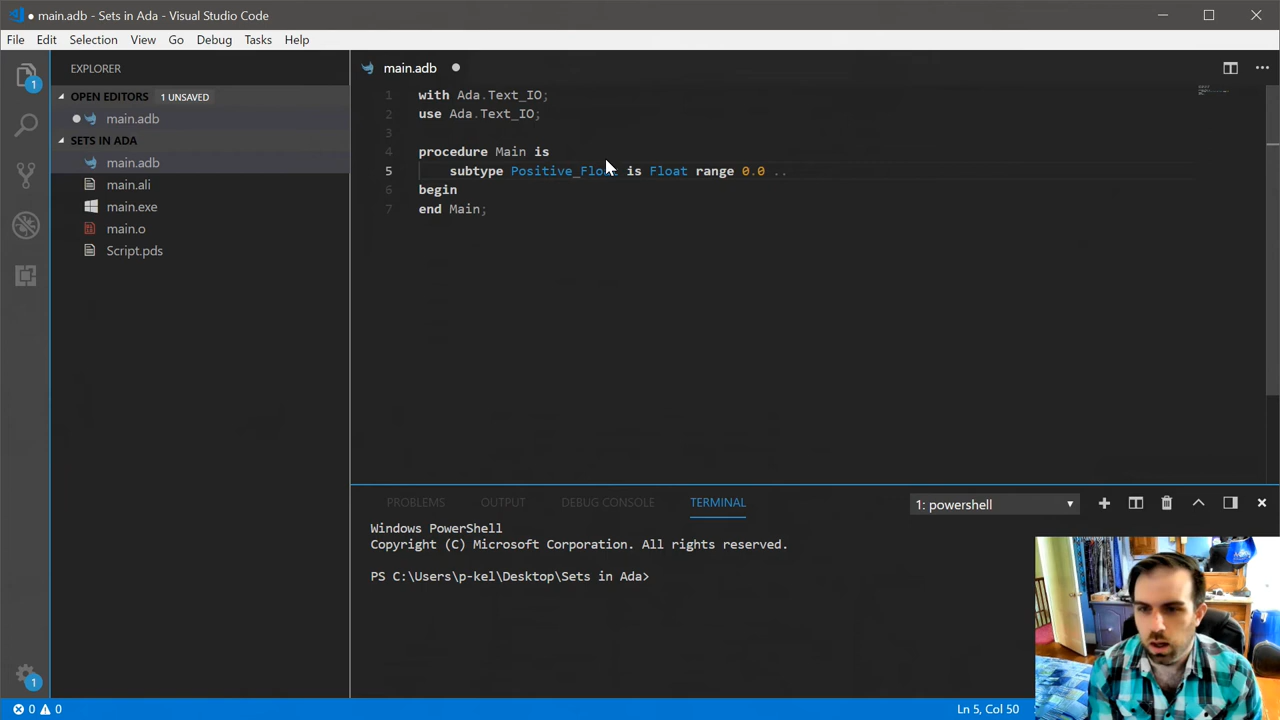 ● main.adb - Sets in Ada - Visual Studio Code
File Edit Selection View Go Debug Tasks Help
EXPLORER
OPEN EDITORS 1 UNSAVED
main.adb
SETS IN ADA
main.adb
main.ali
main.exe
main.o
Script.pds
1
1
main.adb
1 with Ada.Text_IO;
2 use Ada.Text_IO;
3
4 procedure Main is
5 subtype Positive_Float is Float range 0.0 ..
6 begin
7 end Main;
PROBLEMS OUTPUT DEBUG CONSOLE TERMINAL 1: powershell
Windows PowerShell
Copyright (C) Microsoft Corporation. All rights reserved.
PS C:\Users\p-kel\Desktop\Sets in Ada>
0 0 Ln 5, Col 50